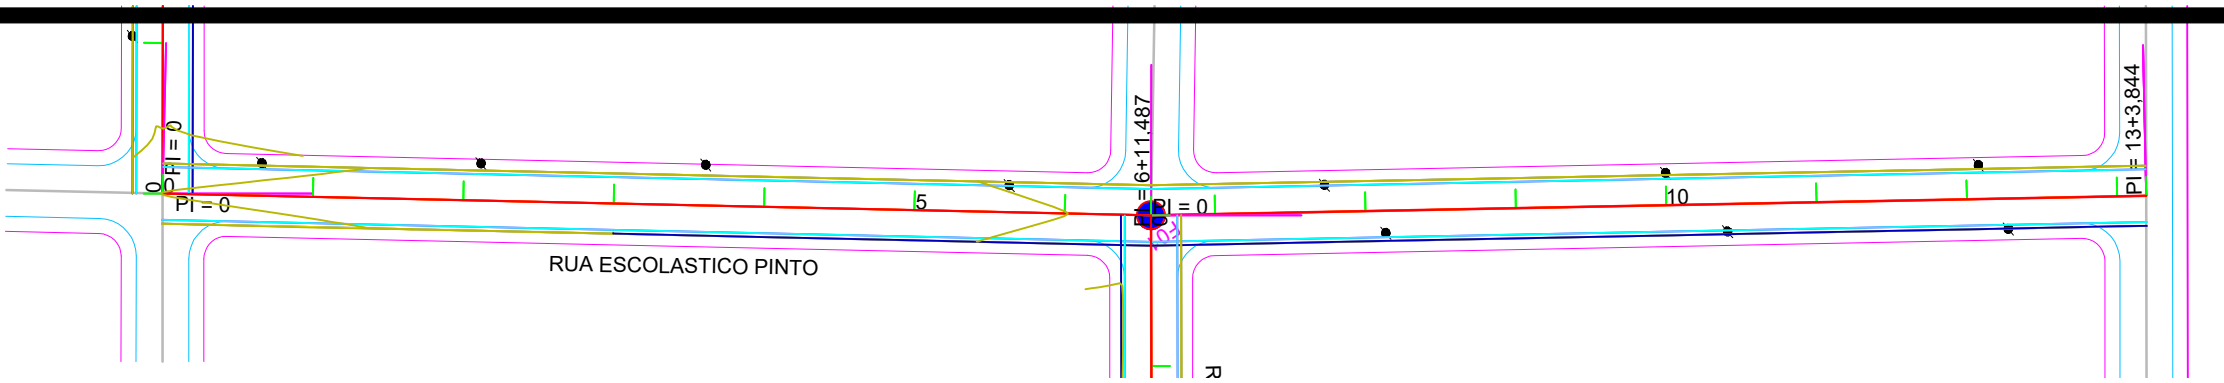 PI = 0
0
PI = 0
5
= 6+11,487
PI = 0
10
PI = 13+3,844
RUA ESCOLASTICO PINTO
R